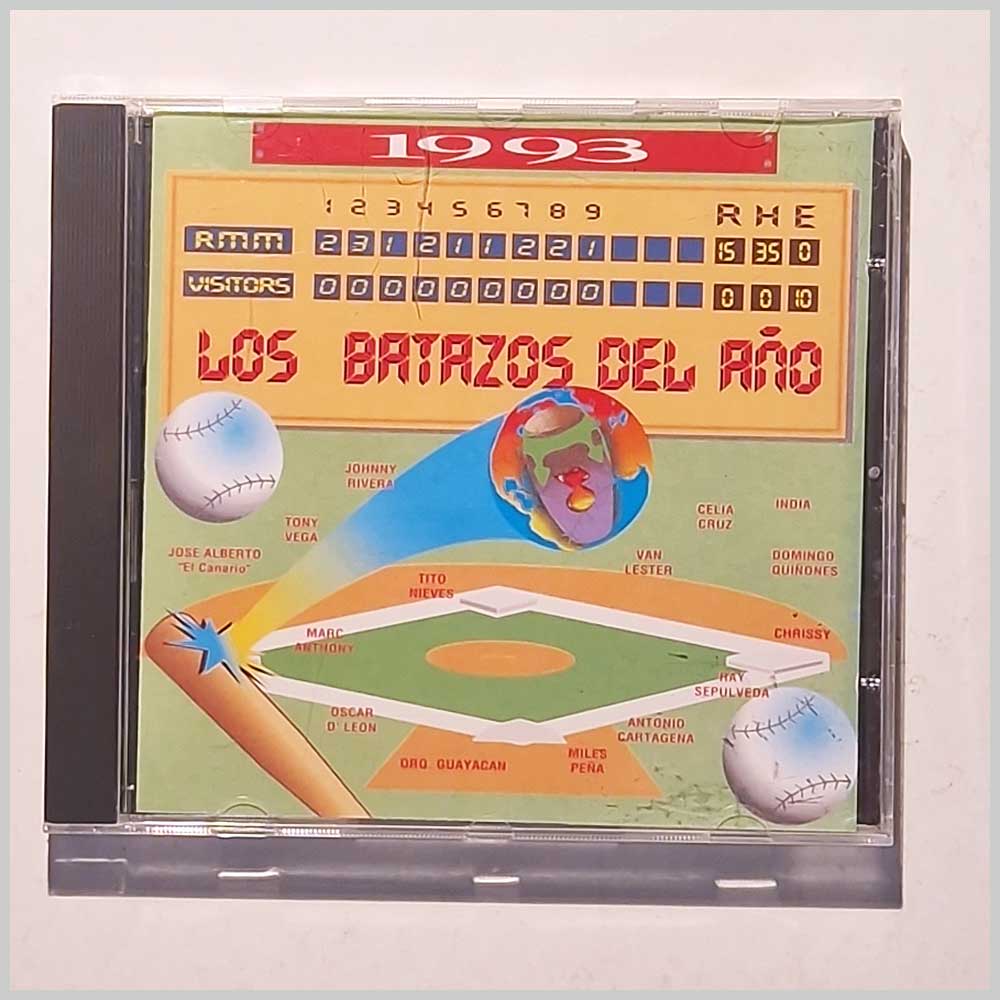 1993
1 2 3 4 5 6 7 8 9 R H E
RMM 2 3 1 2 1 1 2 2 1 15 35 0
VISITORS 0 0 0 0 0 0 0 0 0 0 0 10
LOS BATAZOS DEL AÑO
JOHNNY
RIVERA
TONY
VEGA
JOSE ALBERTO
"El Canario"
CELIA
CRUZ
INDIA
VAN
LESTER
DOMINGO
QUIÑONES
TITO
NIEVES
MARC
ANTHONY
CHRISSY
RAY
SEPULVEDA
OSCAR
D' LEON
ANTONIO
CARTAGENA
ORQ. GUAYACAN
MILES
PEÑA